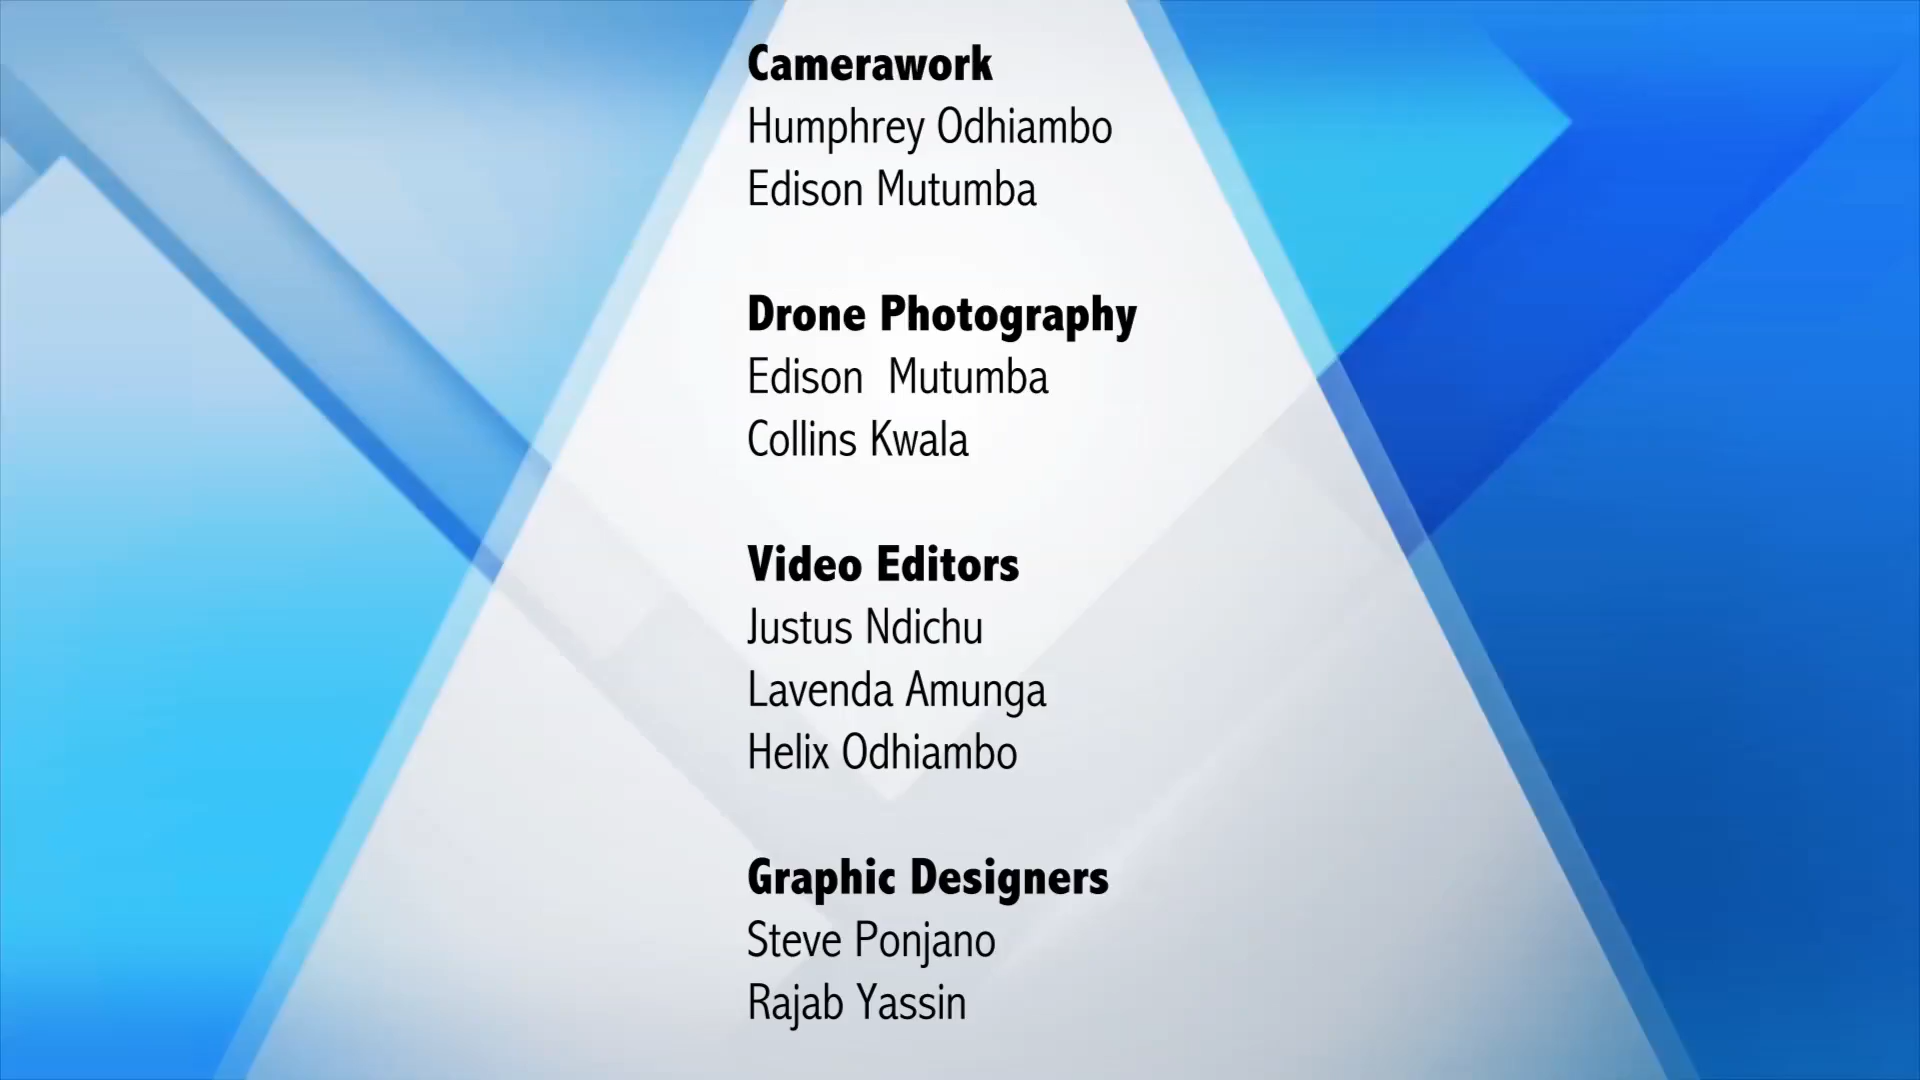 Camerawork
Humphrey Odhiambo
Edison Mutumba
Drone Photography
Edison  Mutumba
Collins Kwala
Video Editors
Justus Ndichu
Lavenda Amunga
Helix Odhiambo
Graphic Designers
Steve Ponjano
Rajab Yassin